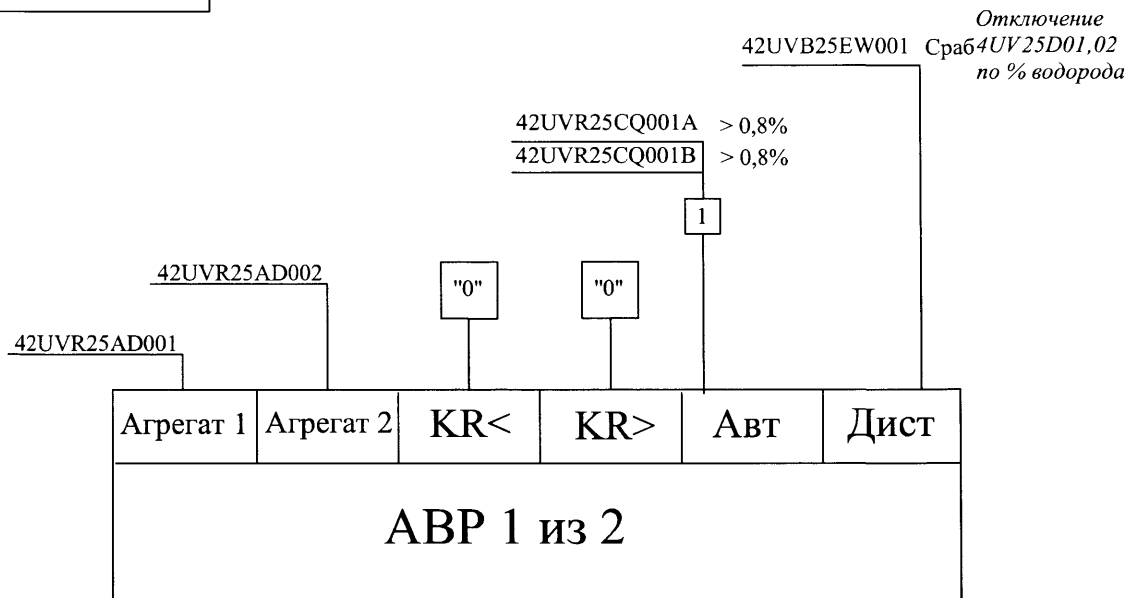 Отключение
42UVB25EW001 Сраб 4UV25D01,02
по % водорода
42UVR25CQ001A > 0,8%
42UVR25CQ001B > 0,8%
1
42UVR25AD002 "0" "0"
42UVR25AD001
Агрегат 1 Агрегат 2 KR< KR> Авт Дист
АВР 1 из 2